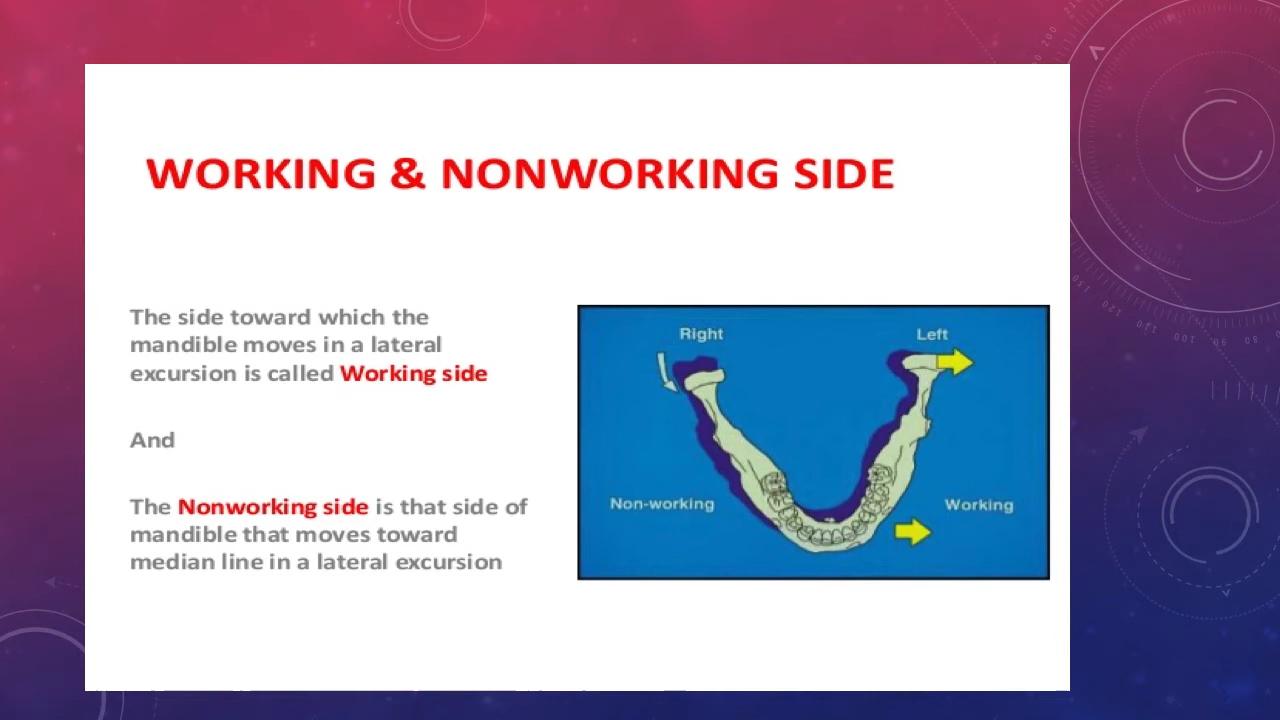 WORKING & NONWORKING SIDE
The side toward which the
mandible moves in a lateral
excursion is called Working side
And
The Nonworking side is that side of
mandible that moves toward
median line in a lateral excursion
Right
Left
Non-working
Working